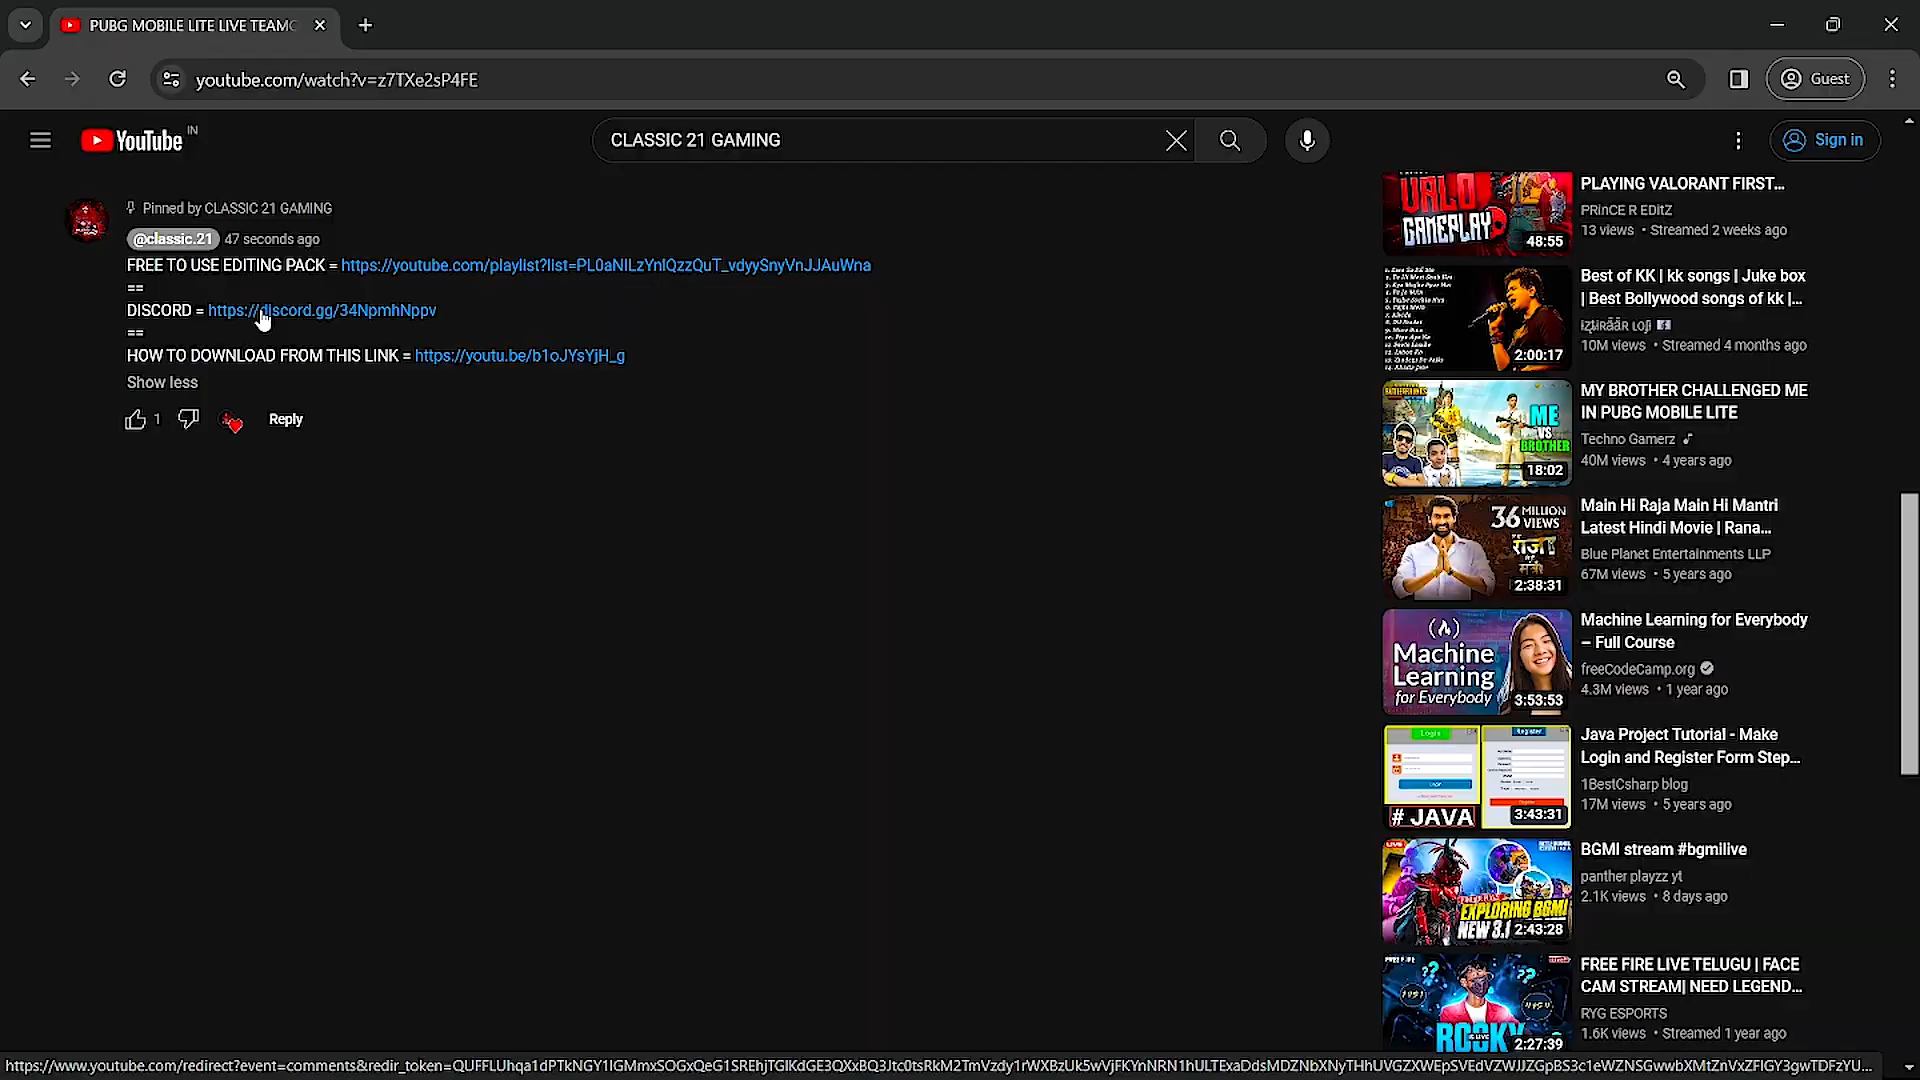 PUBG MOBILE LITE LIVE TEAMC
youtube.com/watch?v=z7TXe2sP4FE
Guest
YouTube IN
CLASSIC 21 GAMING
Sign in
Pinned by CLASSIC 21 GAMING
@classic.21 47 seconds ago
FREE TO USE EDITING PACK = https://youtube.com/playlist?list=PL0aNlLzYnlQzzQuT_vdyySnyVnJJAuWna
==
DISCORD = https://discord.gg/34NpmhNppv
==
HOW TO DOWNLOAD FROM THIS LINK = https://youtu.be/b1oJYsYjH_g
Show less
1
Reply
VALO
GAMEPLAY
48:55
PLAYING VALORANT FIRST...
PRinCE R EDitZ
13 views • Streamed 2 weeks ago
2:00:17
Best of KK | kk songs | Juke box
| Best Bollywood songs of kk |...
10M views • Streamed 4 months ago
ME
VS
BROTHER
18:02
MY BROTHER CHALLENGED ME
IN PUBG MOBILE LITE
Techno Gamerz
40M views • 4 years ago
36 MILLION
VIEWS
2:38:31
Main Hi Raja Main Hi Mantri
Latest Hindi Movie | Rana...
Blue Planet Entertainments LLP
67M views • 5 years ago
Machine
Learning
for Everybody
3:53:53
Machine Learning for Everybody
– Full Course
freeCodeCamp.org
4.3M views • 1 year ago
Login
Register
# JAVA
3:43:31
Java Project Tutorial - Make
Login and Register Form Step...
1BestCsharp blog
17M views • 5 years ago
LIVE
EXPLORING BGMI
NEW 3.1
2:43:28
BGMI stream #bgmilive
panther playzz yt
2.1K views • 8 days ago
FREE FIRE
ROCKY
IS LIVE
2:27:39
FREE FIRE LIVE TELUGU | FACE
CAM STREAM| NEED LEGEND...
RYG ESPORTS
1.6K views • Streamed 1 year ago